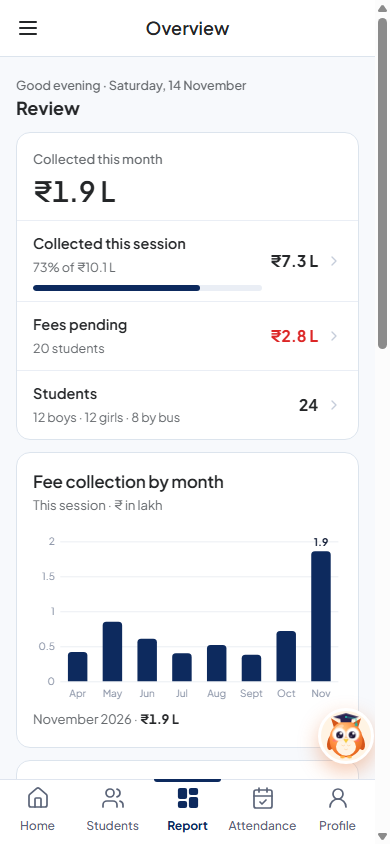 Overview
Good evening · Saturday, 14 November
Review
Collected this month
₹1.9 L
Collected this session
73% of ₹10.1 L
₹7.3 L
Fees pending
20 students
₹2.8 L
Students
12 boys · 12 girls · 8 by bus
24
Fee collection by month
This session · ₹ in lakh
2
1.5
1
0.5
0
1.9
Apr May Jun Jul Aug Sept Oct Nov
November 2026 · ₹1.9 L
Home Students Report Attendance Profile